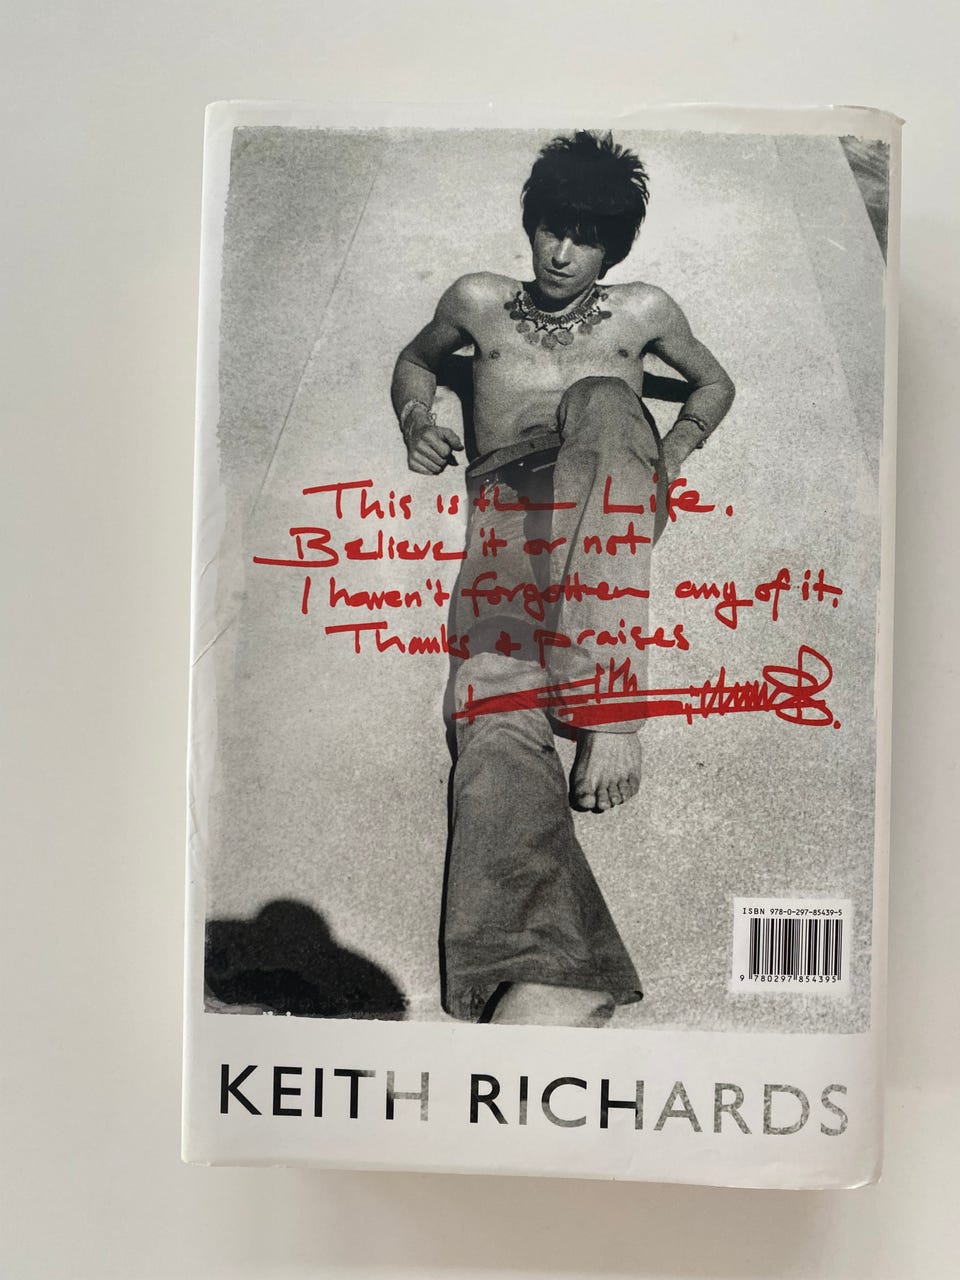 This is the Life.
Believe it or not
I haven't forgotten any of it.
Thanks & praises
ISBN 978-0-297-85439-5
9 780297 854395
KEITH RICHARDS